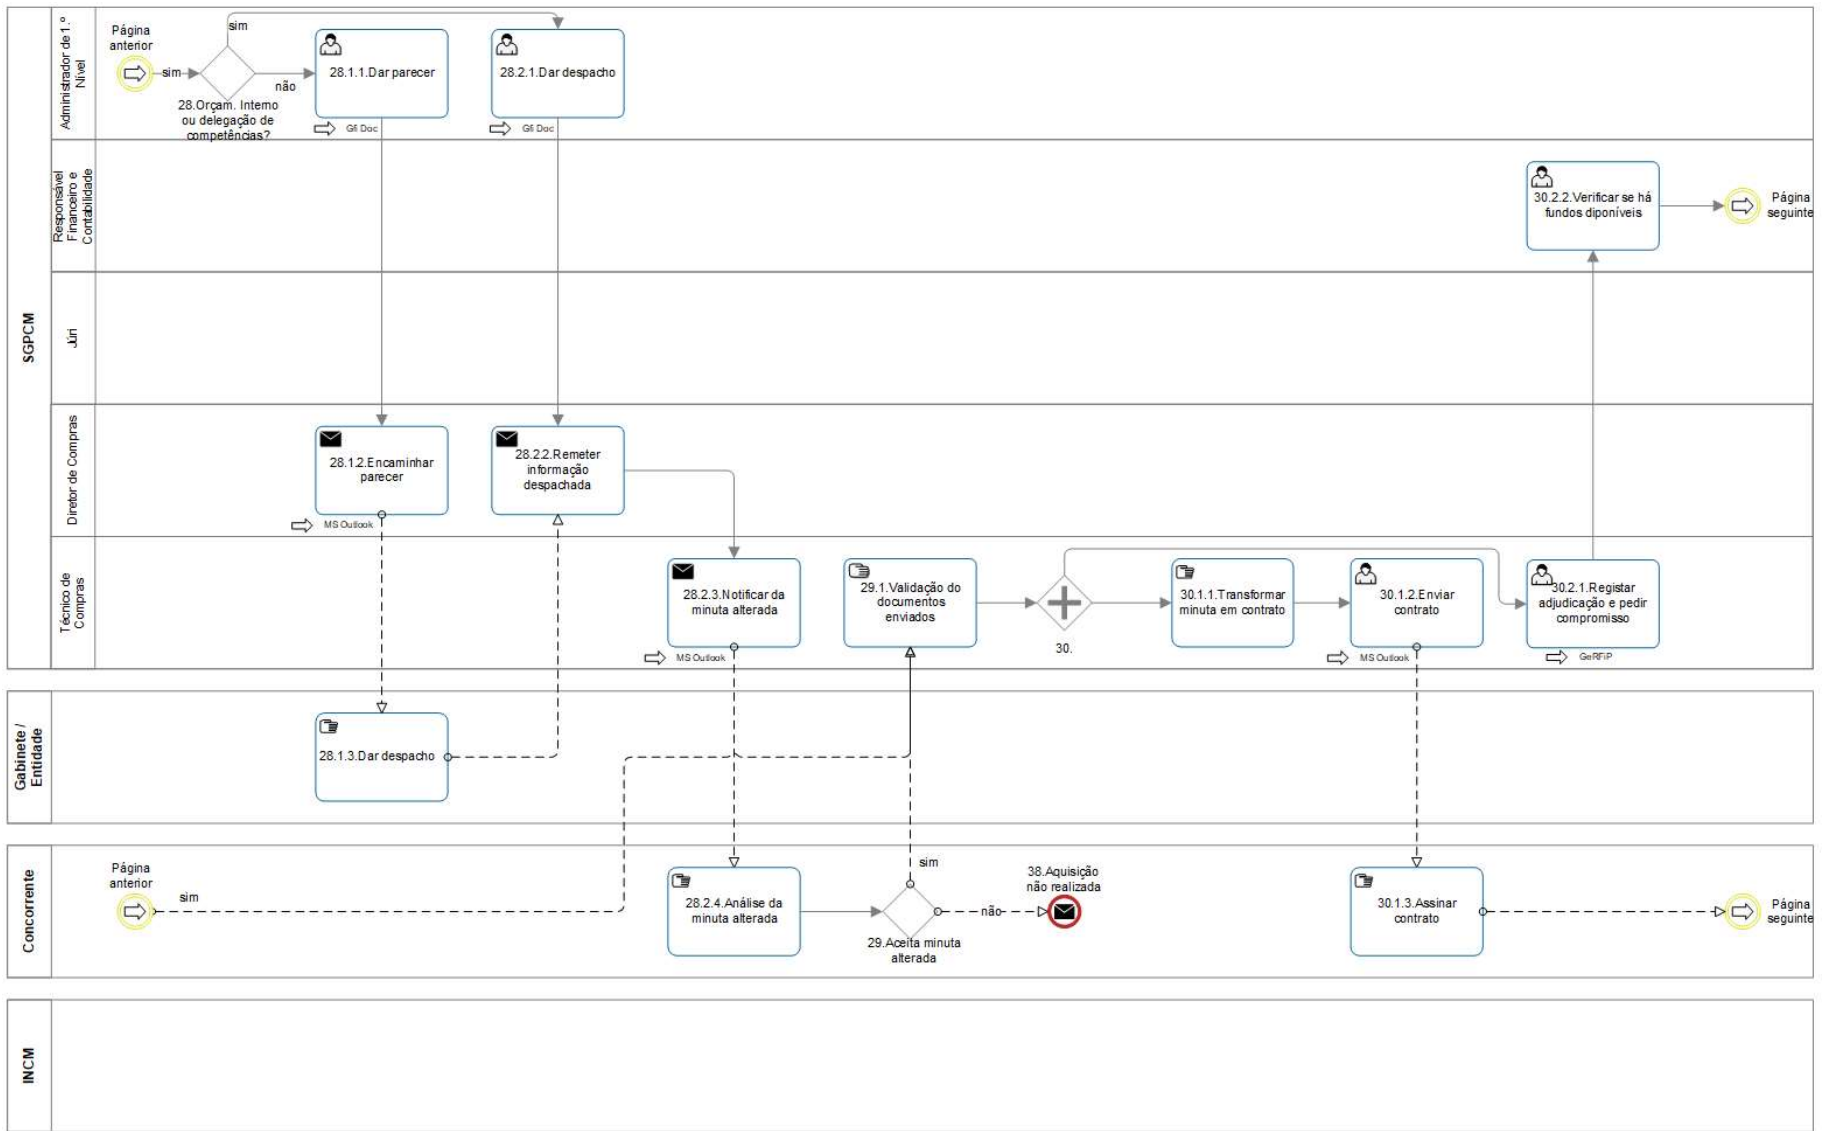 SGPCM
Administrador de 1.º
Nível
Página
anterior
sim
sim
não
28.Orçam. Interno
ou delegação de
competências?
28.1.1.Dar parecer
Gfi Doc
28.2.1.Dar despacho
Gfi Doc
Responsável
Financeiro e
Contabilidade
30.2.2.Verificar se há
fundos diponíveis
Página
seguinte
Júri
Diretor de Compras
28.1.2.Encaminhar
parecer
MS Outlook
28.2.2.Remeter
informação
despachada
Técnico de
Compras
28.2.3.Notificar da
minuta alterada
MS Outlook
29.1.Validação do
documentos
enviados
30.
30.1.1.Transformar
minuta em contrato
30.1.2.Enviar
contrato
MS Outlook
30.2.1.Registar
adjudicação e pedir
compromisso
GeRFiP
Gabinete /
Entidade
28.1.3.Dar despacho
Concorrente
Página
anterior
sim
28.2.4.Análise da
minuta alterada
sim
29.Aceita minuta
alterada
não
38.Aquisição
não realizada
30.1.3.Assinar
contrato
Página
seguinte
INCM